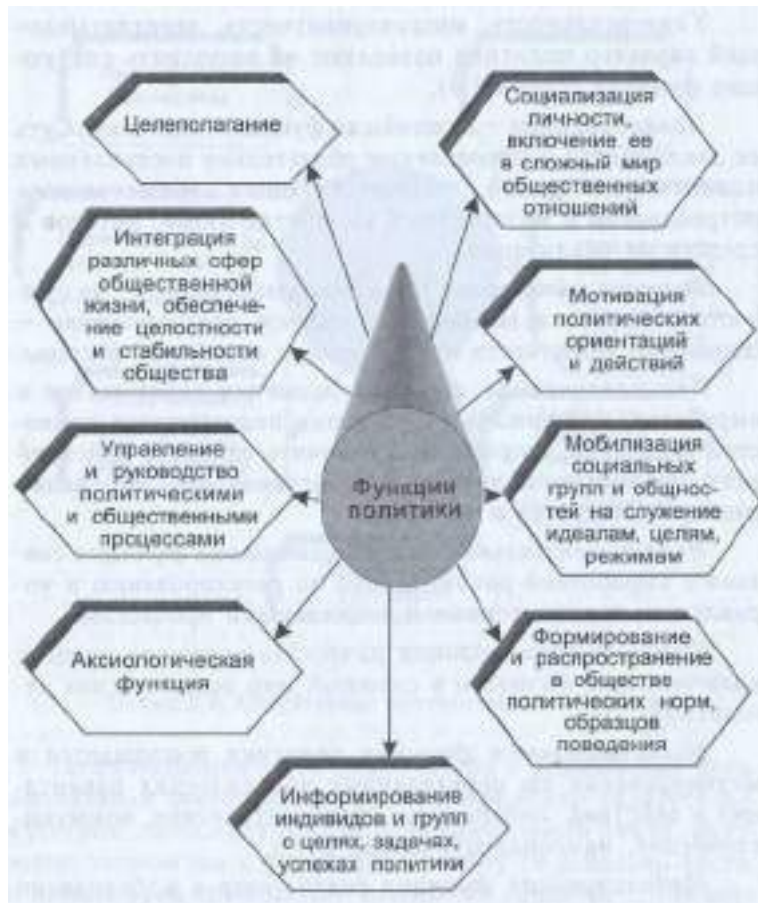 Целеполагание
Социализация
личности,
включение ее
в сложный мир
общественных
отношений
Интеграция
различных сфер
общественной
жизни, обеспече-
ние целостности
и стабильности
общества
Мотивация
политических
ориентаций
и действий
Управление
и руководство
политическими
и общественными
процессами
Функции
политики
Мобилизация
социальных
групп и общнос-
тей на служение
идеалам, целям,
режимам
Аксиологическая
функция
Формирование
и распространение
в обществе
политических норм,
образцов
поведения
Информирование
индивидов и групп
о целях, задачах,
успехах политики